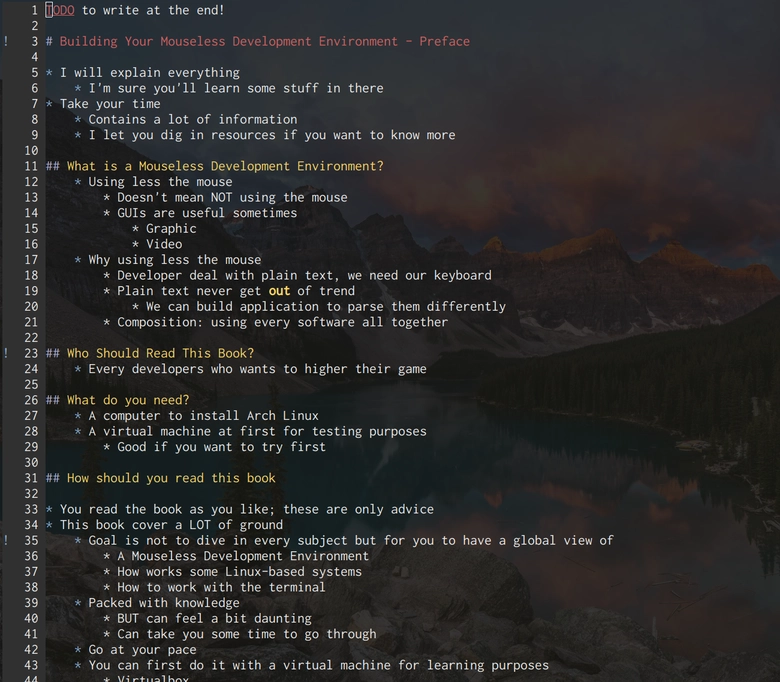 1 TODO to write at the end!
2
! 3 # Building Your Mouseless Development Environment - Preface
4
5 * I will explain everything
6 * I'm sure you'll learn some stuff in there
7 * Take your time
8 * Contains a lot of information
9 * I let you dig in resources if you want to know more
10
11 ## What is a Mouseless Development Environment?
12 * Using less the mouse
13 * Doesn't mean NOT using the mouse
14 * GUIs are useful sometimes
15 * Graphic
16 * Video
17 * Why using less the mouse
18 * Developer deal with plain text, we need our keyboard
19 * Plain text never get out of trend
20 * We can build application to parse them differently
21 * Composition: using every software all together
22
! 23 ## Who Should Read This Book?
24 * Every developers who wants to higher their game
25
26 ## What do you need?
27 * A computer to install Arch Linux
28 * A virtual machine at first for testing purposes
29 * Good if you want to try first
30
31 ## How should you read this book
32
33 * You read the book as you like; these are only advice
34 * This book cover a LOT of ground
! 35 * Goal is not to dive in every subject but for you to have a global view of
36 * A Mouseless Development Environment
37 * How works some Linux-based systems
38 * How to work with the terminal
39 * Packed with knowledge
40 * BUT can feel a bit daunting
41 * Can take you some time to go through
42 * Go at your pace
43 * You can first do it with a virtual machine for learning purposes
44 * Virtualbox